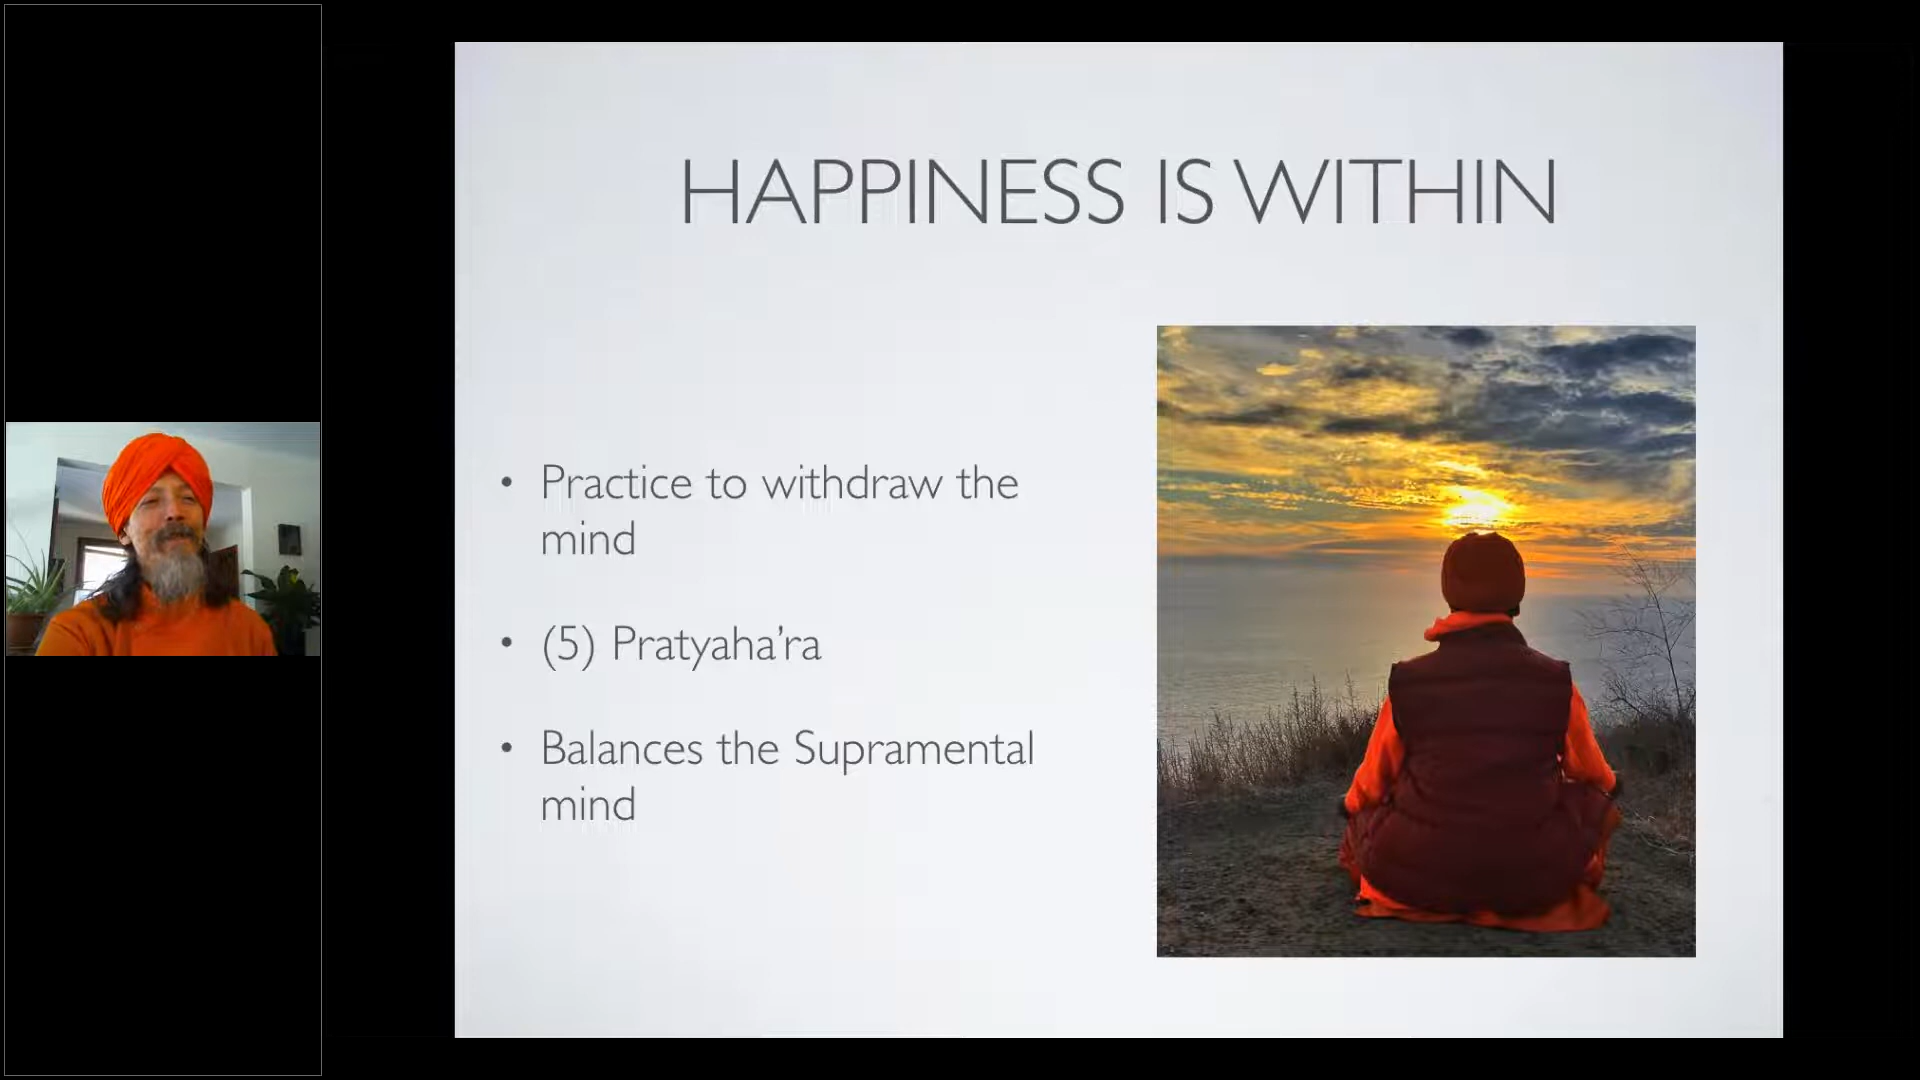 HAPPINESS IS WITHIN
• Practice to withdraw the
mind
• (5) Pratyaha'ra
• Balances the Supramental
mind